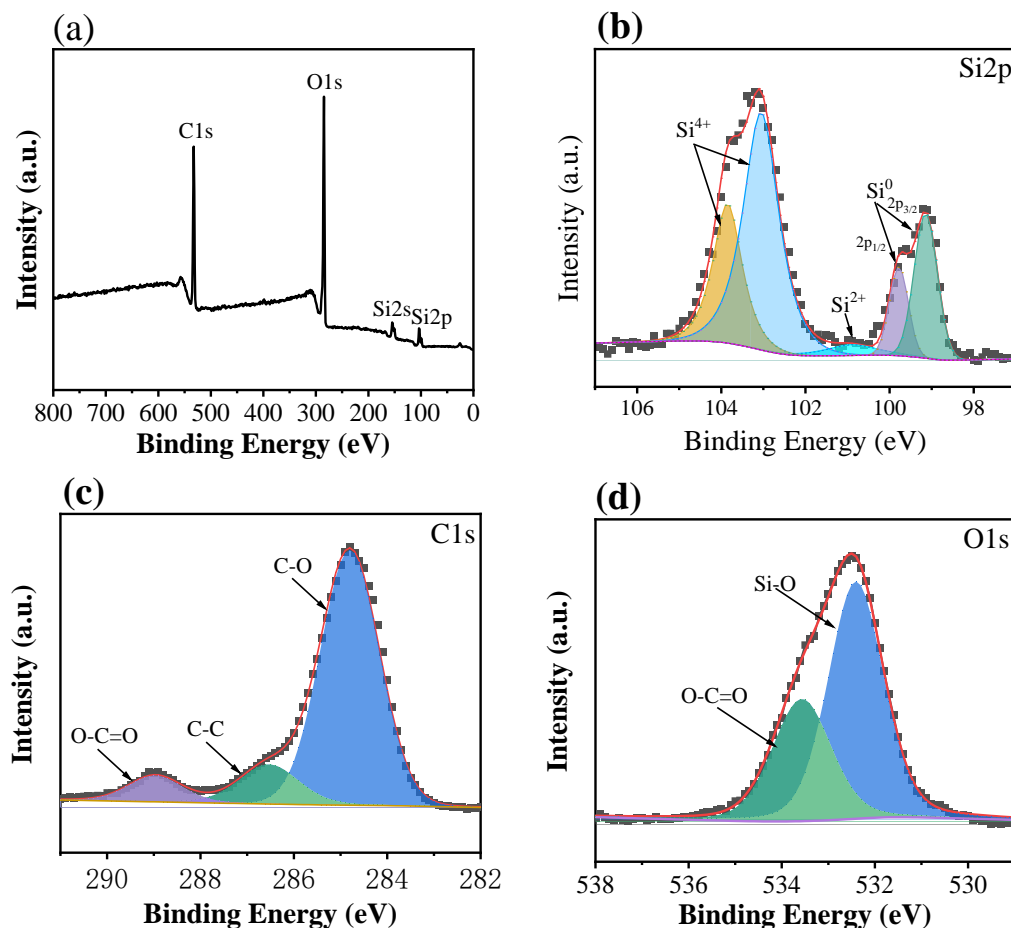 (a)
O1s
C1s
Si2s
Si2p
Intensity (a.u.)
800 700 600 500 400 300 200 100 0
Binding Energy (eV)
(b)
Si2p
Si4+
Si0
2p3/2
2p1/2
Si2+
Intensity (a.u.)
106 104 102 100 98
Binding Energy (eV)
(c)
C1s
C-O
C-C
O-C=O
Intensity (a.u.)
290 288 286 284 282
Binding Energy (eV)
(d)
O1s
Si-O
O-C=O
Intensity (a.u.)
538 536 534 532 530
Binding Energy (eV)